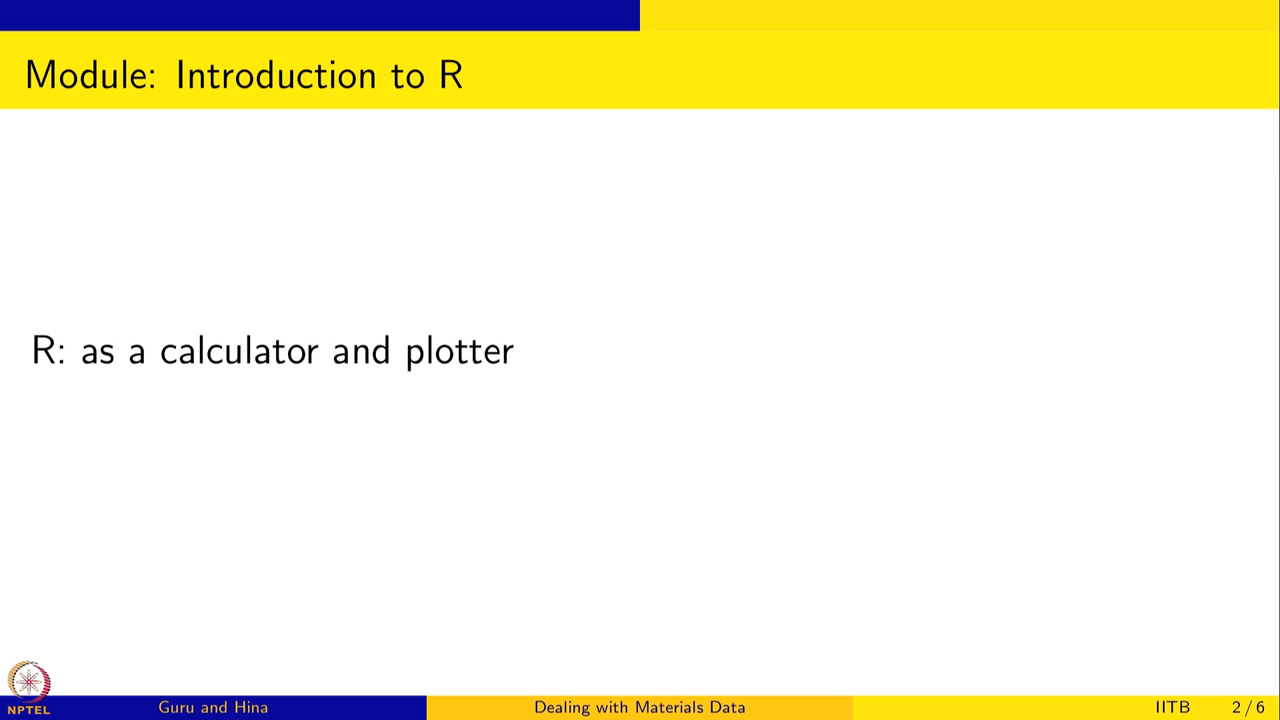 Module: Introduction to R
R: as a calculator and plotter
NPTEL
Guru and Hina
Dealing with Materials Data
IITB
2 / 6